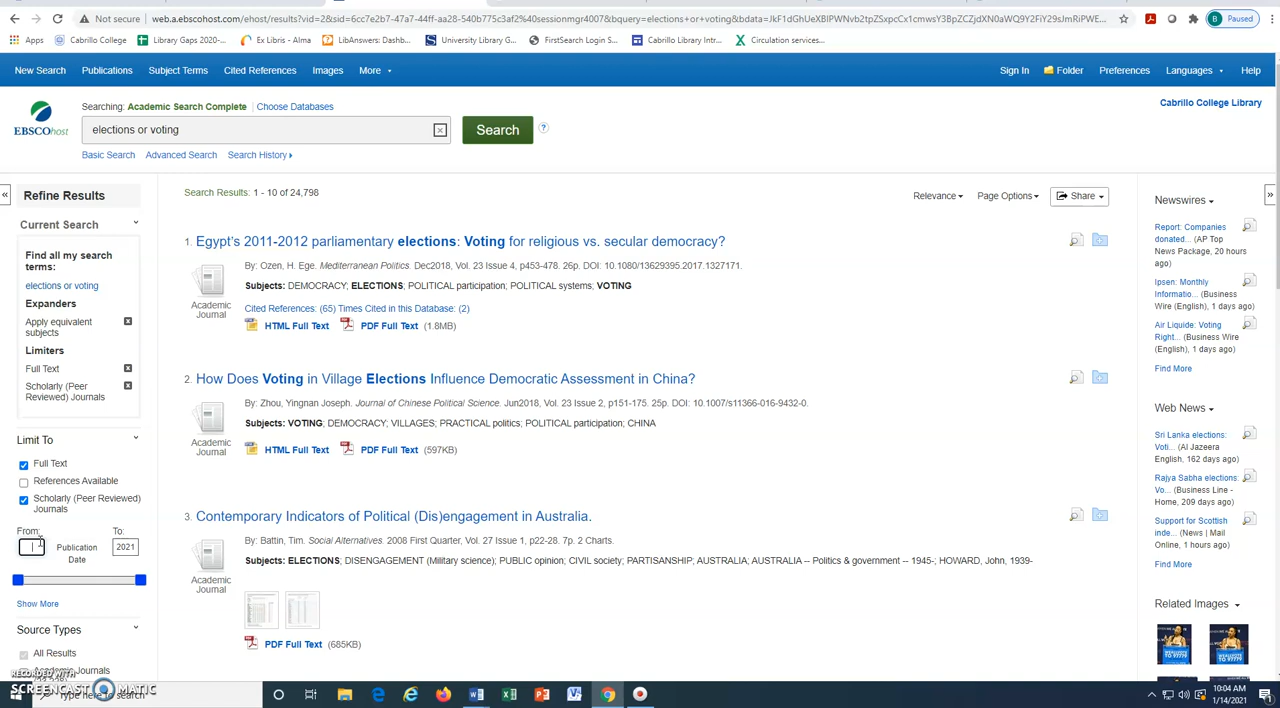 Not secure
web.a.ebscohost.com/ehost/results?vid=2&sid=6cc7e2b7-47a7-44ff-aa28-540b775c3af2%40sessionmgr4007&bquery=elections+or+voting&bdata=JkF1dGhUeXBlPWNvb2tpZSxpcCx1cmwsY3BpZCZjdXN0aWQ9Y2FiY29sJmRiPWE...
B Paused
Apps
Cabrillo College
Library Gaps 2020-...
Ex Libris - Alma
LibAnswers: Dashb...
University Library G...
FirstSearch Login S...
Cabrillo Library Intr...
Circulation services...
New Search Publications Subject Terms Cited References Images More
Sign In Folder Preferences Languages Help
Searching: Academic Search Complete Choose Databases
Cabrillo College Library
EBSCOhost
elections or voting
Search
?
Basic Search Advanced Search Search History
«
Refine Results
Current Search
Find all my search
terms:
elections or voting
Expanders
Apply equivalent
subjects
Limiters
Full Text
Scholarly (Peer
Reviewed) Journals
Limit To
Full Text
References Available
Scholarly (Peer Reviewed)
Journals
From: To:
Publication
Date
2021
Show More
Source Types
All Results
Academic Journals
Search Results: 1 - 10 of 24,798
Relevance Page Options Share
1. Egypt's 2011-2012 parliamentary elections: Voting for religious vs. secular democracy?
By: Ozen, H. Ege. Mediterranean Politics. Dec2018, Vol. 23 Issue 4, p453-478. 26p. DOI: 10.1080/13629395.2017.1327171.
Subjects: DEMOCRACY; ELECTIONS; POLITICAL participation; POLITICAL systems; VOTING
Academic
Journal
Cited References: (65) Times Cited in this Database: (2)
HTML Full Text PDF Full Text (1.8MB)
2. How Does Voting in Village Elections Influence Democratic Assessment in China?
By: Zhou, Yingnan Joseph. Journal of Chinese Political Science. Jun2018, Vol. 23 Issue 2, p151-175. 25p. DOI: 10.1007/s11366-016-9432-0.
Subjects: VOTING; DEMOCRACY; VILLAGES; PRACTICAL politics; POLITICAL participation; CHINA
Academic
Journal
HTML Full Text PDF Full Text (597KB)
3. Contemporary Indicators of Political (Dis)engagement in Australia.
By: Battin, Tim. Social Alternatives. 2008 First Quarter, Vol. 27 Issue 1, p22-28. 7p. 2 Charts.
Subjects: ELECTIONS; DISENGAGEMENT (Military science); PUBLIC opinion; CIVIL society; PARTISANSHIP; AUSTRALIA; AUSTRALIA -- Politics & government -- 1945-; HOWARD, John, 1939-
Academic
Journal
PDF Full Text (685KB)
»
Newswires
Report: Companies
donated... (AP Top
News Package, 20 hours
ago)
Ipsen: Monthly
Informatio... (Business
Wire (English), 1 days ago)
Air Liquide: Voting
Right... (Business Wire
(English), 1 days ago)
Find More
Web News
Sri Lanka elections:
Voti... (Al Jazeera
English, 162 days ago)
Rajya Sabha elections:
Vo... (Business Line -
Home, 209 days ago)
Support for Scottish
inde... (News | Mail
Online, 1 hours ago)
Find More
Related Images
RECORDED WITH
SCREENCAST MATIC
Type here to search
10:04 AM
1/14/2021